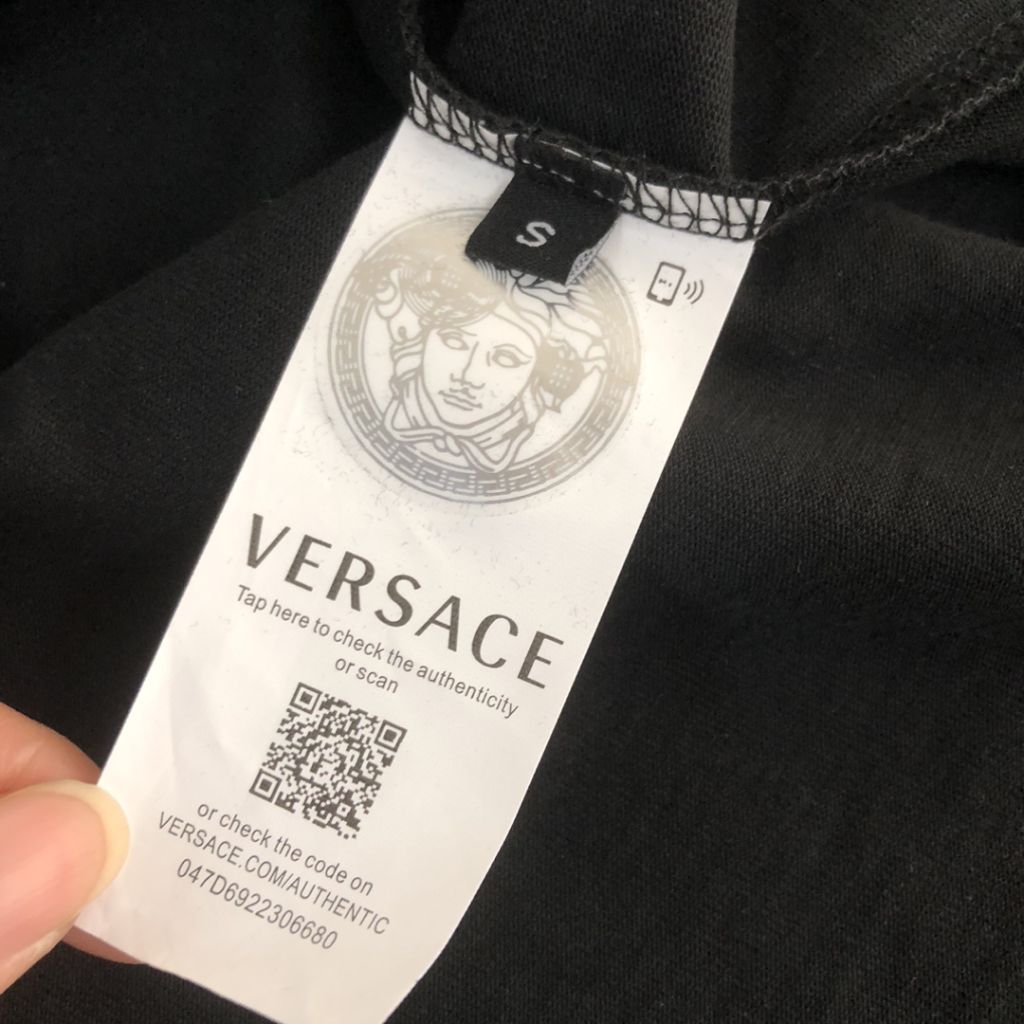 S
VERSACE
Tap here to check the authenticity
or scan
or check the code on
VERSACE.COM/AUTHENTIC
047D6922306680